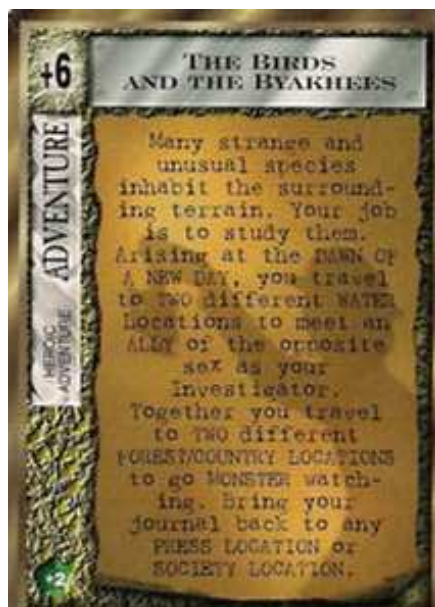 +6
THE BIRDS
AND THE BYAKHEES
ADVENTURE
HEROIC
ADVENTURE
Many strange and
unusual species
inhabit the surround-
ing terrain. Your job
is to study them.
Arising at the DAWN OF
A NEW DAY, you travel
to TWO different WATER
Locations to meet an
ALLY of the opposite
sex as your
Investigator.
Together you travel
to TWO different
FOREST/COUNTRY LOCATIONS
to go MONSTER watch-
ing. Bring your
journal back to any
PRESS LOCATION or
SOCIETY LOCATION.
+2